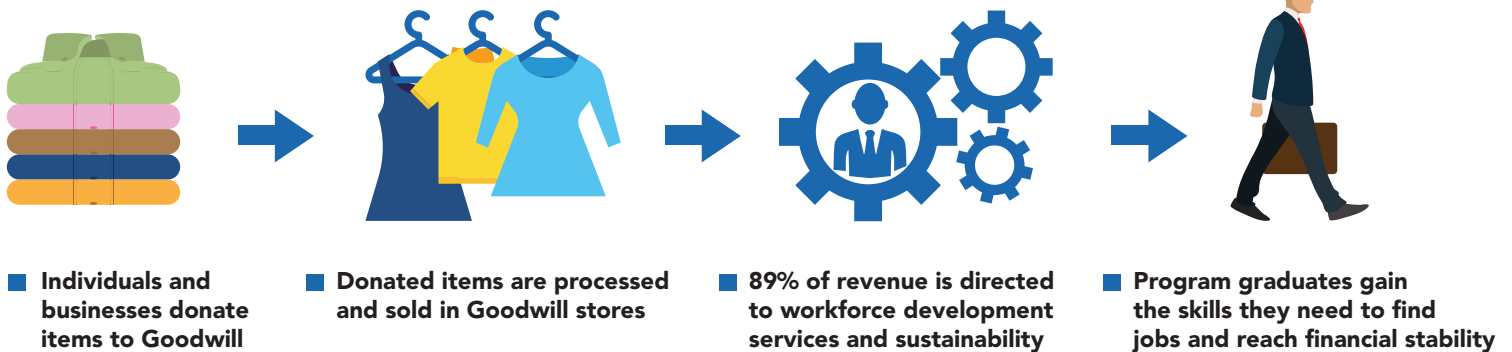 Individuals and
businesses donate
items to Goodwill
Donated items are processed
and sold in Goodwill stores
89% of revenue is directed
to workforce development
services and sustainability
Program graduates gain
the skills they need to find
jobs and reach financial stability